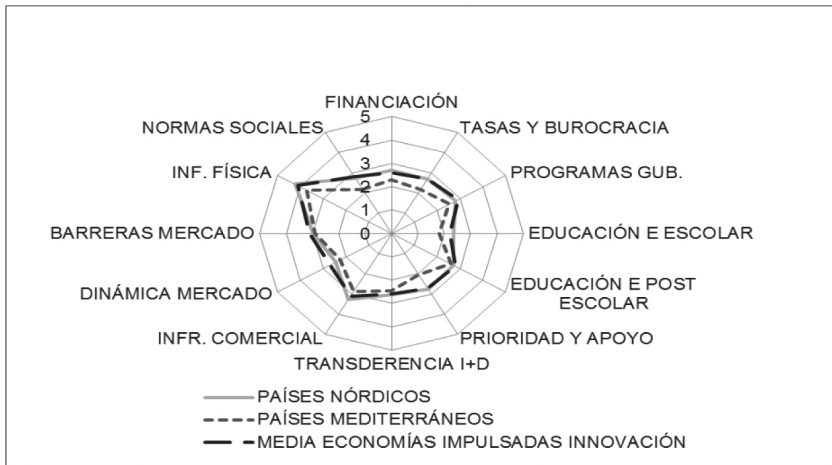 FINANCIACIÓN
5
NORMAS SOCIALES
TASAS Y BUROCRACIA
4
INF. FÍSICA
3
PROGRAMAS GUB.
2
1
BARRERAS MERCADO
0
EDUCACIÓN E ESCOLAR
DINÁMICA MERCADO
EDUCACIÓN E POST
ESCOLAR
INFR. COMERCIAL
PRIORIDAD Y APOYO
TRANSDERENCIA I+D
PAÍSES NÓRDICOS
PAÍSES MEDITERRÁNEOS
MEDIA ECONOMÍAS IMPULSADAS INNOVACIÓN